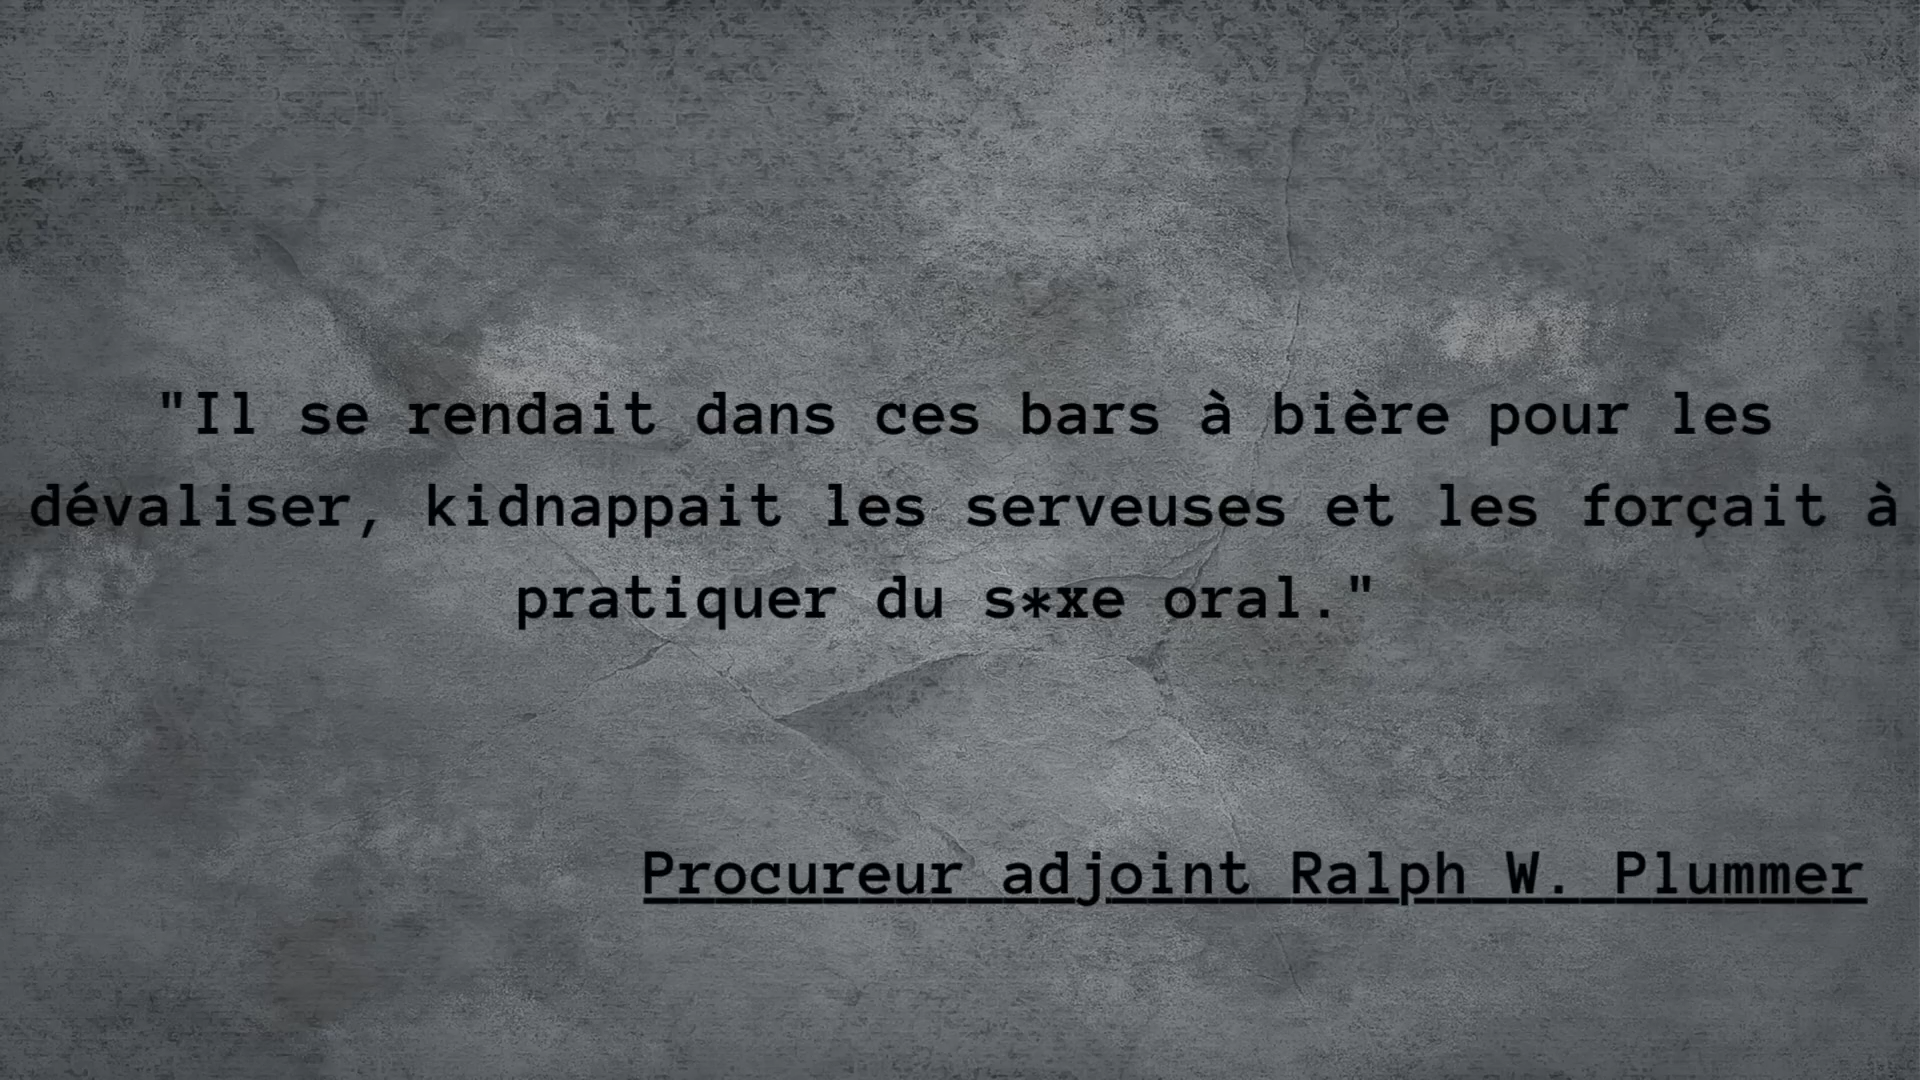 "Il se rendait dans ces bars à bière pour les
dévaliser, kidnappait les serveuses et les forçait à
pratiquer du s*xe oral."
Procureur adjoint Ralph W. Plummer